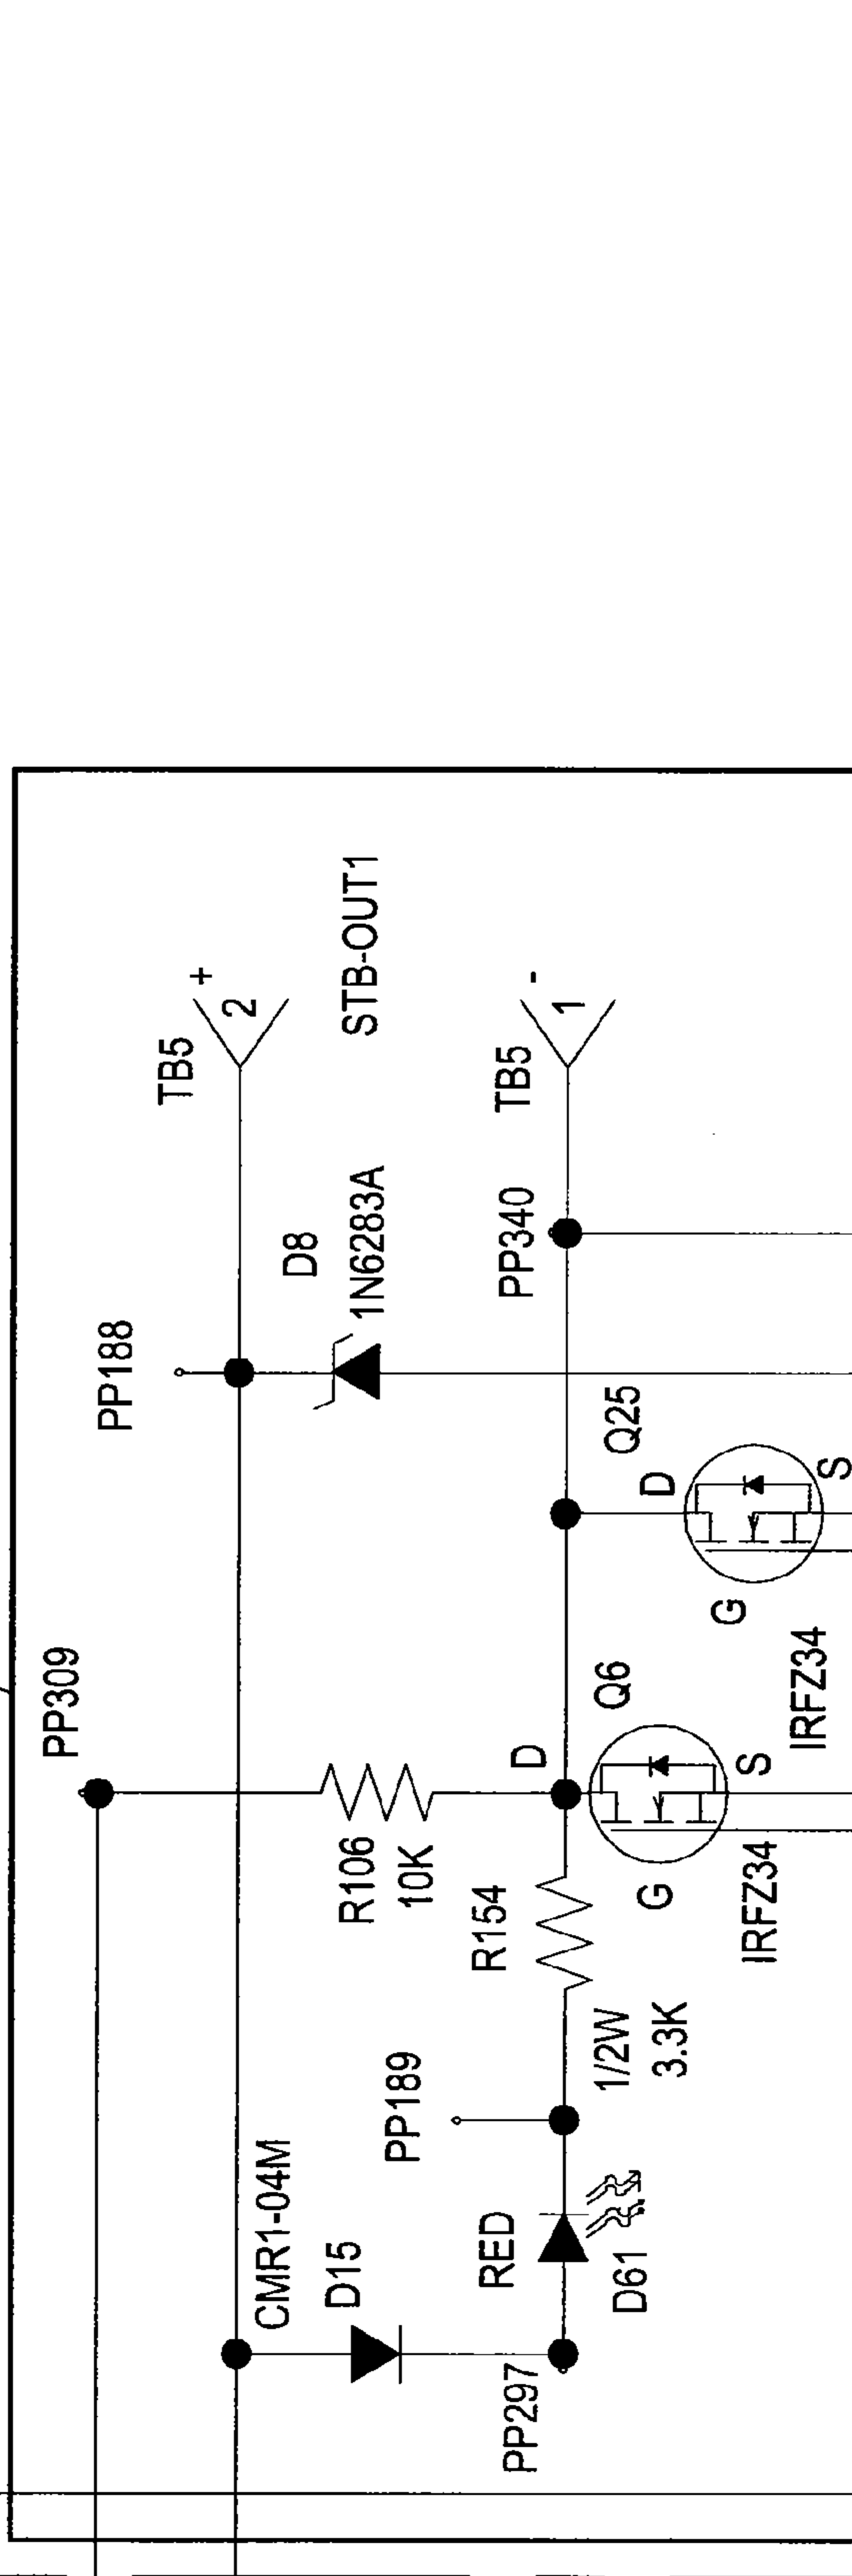 PP309
PP188
TB5
+
2
STB-OUT1
D8
1N6283A
R106
10K
CMR1-04M
D15
PP189
R154
D
PP340
TB5
-
1
Q25
D
S
G
IRFZ34
Q6
S
G
IRFZ34
1/2W
3.3K
RED
D61
PP297